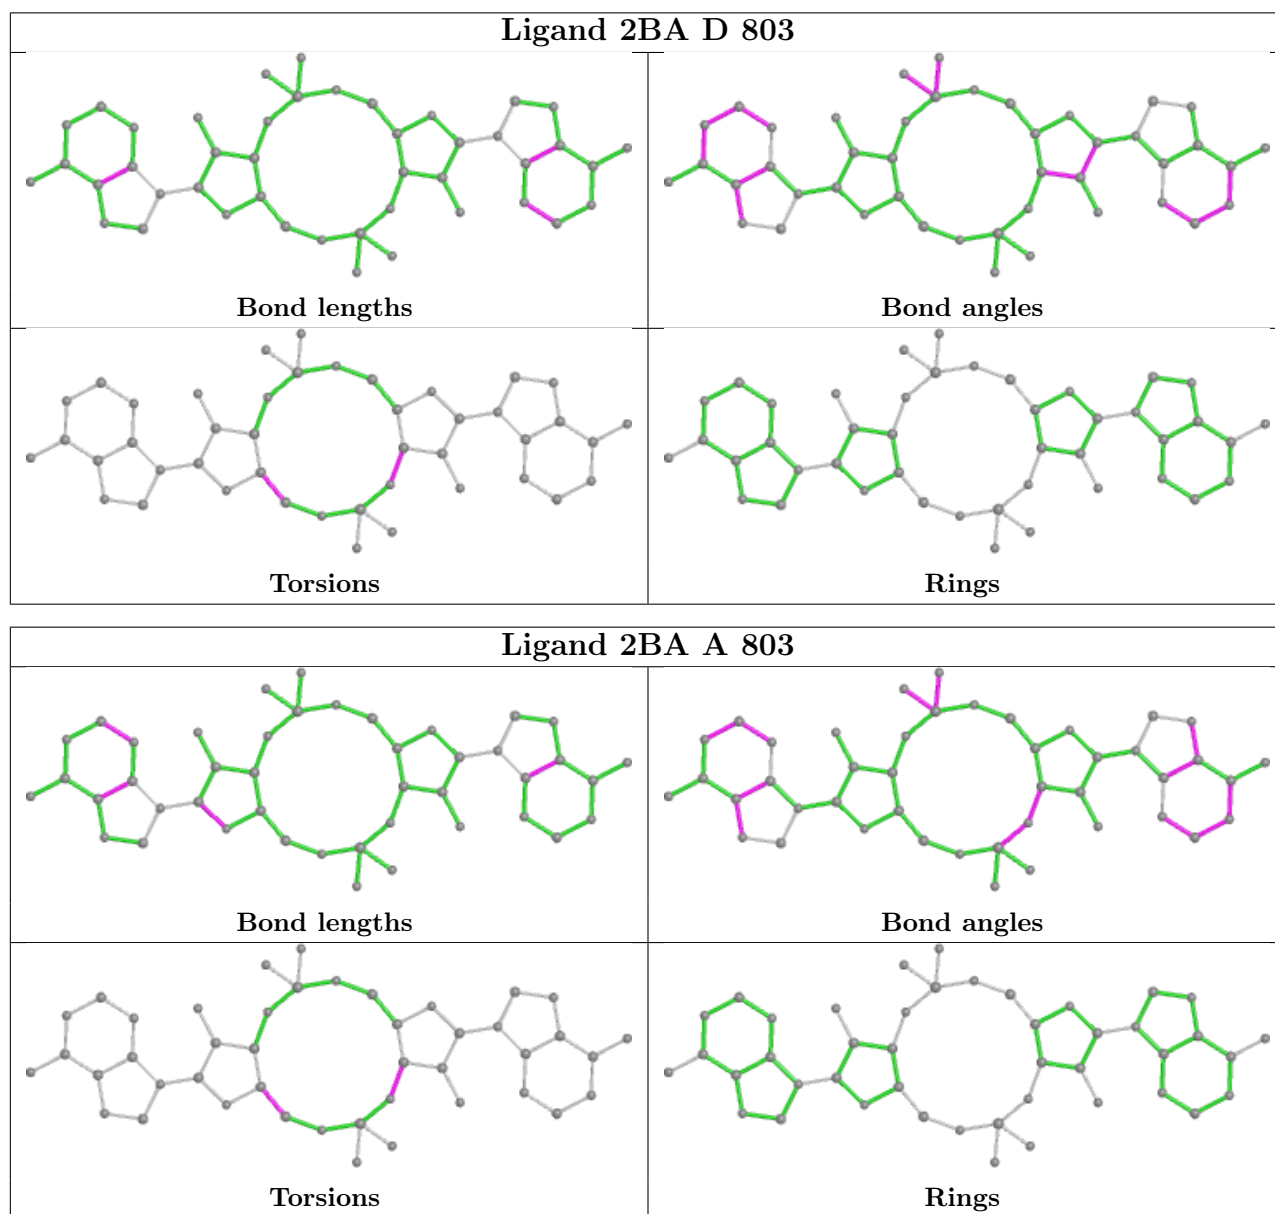 Ligand 2BA D 803
Bond lengths
Bond angles
Torsions
Rings
Ligand 2BA A 803
Bond lengths
Bond angles
Torsions
Rings